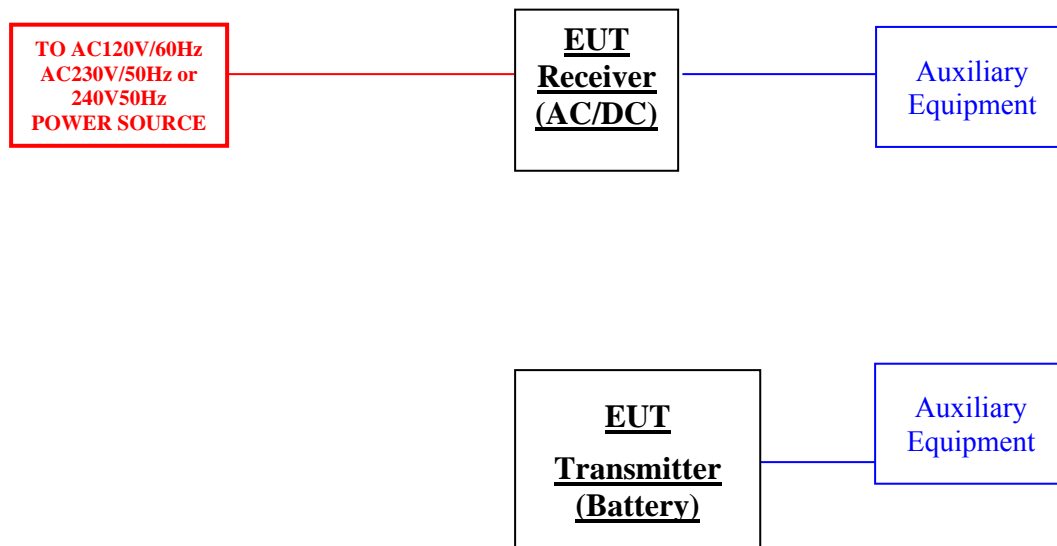 TO AC120V/60Hz
AC230V/50Hz or
240V50Hz
POWER SOURCE
EUT
Receiver
(AC/DC)
Auxiliary
Equipment
EUT
Transmitter
(Battery)
Auxiliary
Equipment